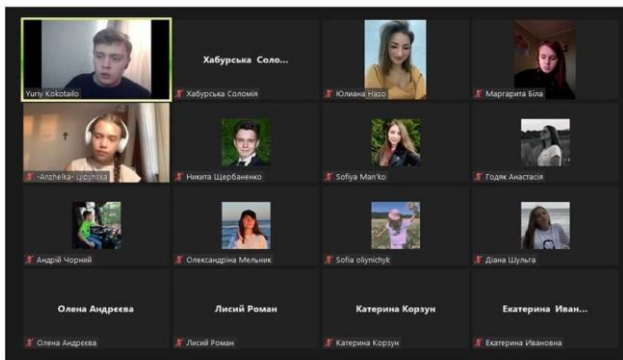 Yuriy Kokotailo
Хабурська Соло...
Хабурська Соломія
Юлиана Назо
Маргарита Біла
-Anzhelka- Lypynska
Никита Щербаненко
Sofiya Man'ko
Годяк Анастасія
Андрій Чорний
Олександріна Мельник
Sofia oliynichyk
Діана Шульга
Олена Андрєєва
Олена Андрєєва
Лисий Роман
Лисий Роман
Катерина Корзун
Катерина Корзун
Екатерина Иван...
Екатерина Ивановна